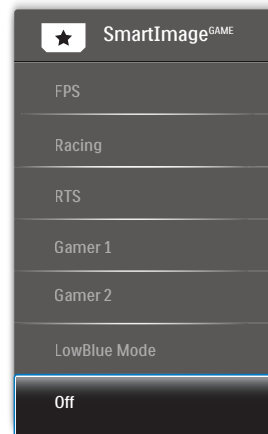 SmartImageGAME
FPS
Racing
RTS
Gamer 1
Gamer 2
LowBlue Mode
Off